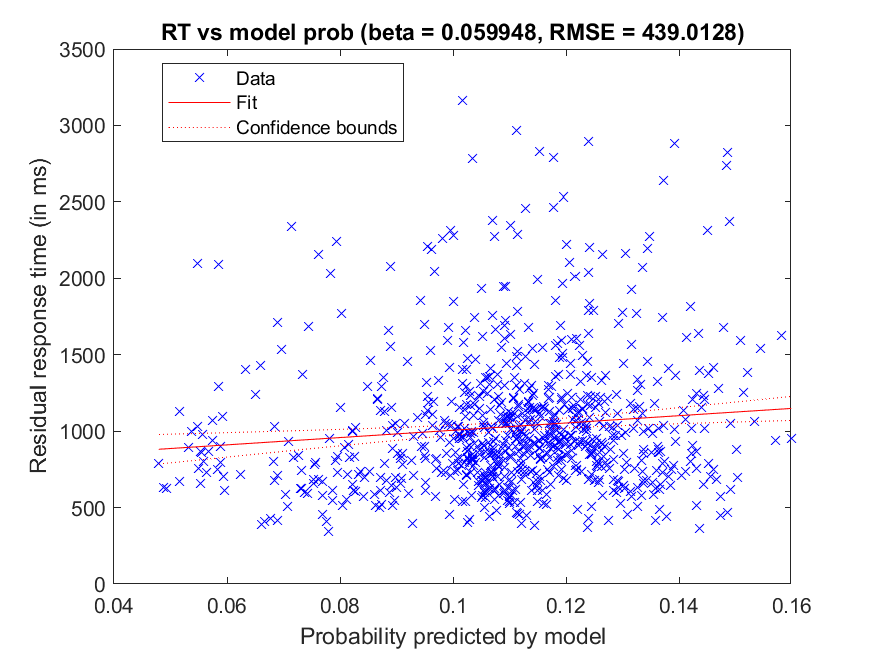 RT vs model prob (beta = 0.059948, RMSE = 439.0128)
Data
Fit
Confidence bounds
Residual response time (in ms)
3500
3000
2500
2000
1500
1000
500
0
0.04 0.06 0.08 0.1 0.12 0.14 0.16
Probability predicted by model